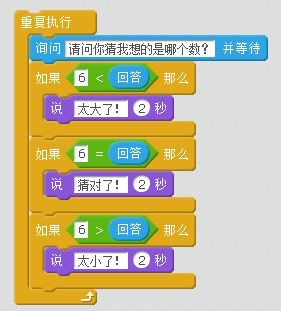 重复执行
询问 请问你猜我想的是哪个数? 并等待
如果 6 < 回答 那么
说 太大了! 2 秒
如果 6 = 回答 那么
说 猜对了! 2 秒
如果 6 > 回答 那么
说 太小了! 2 秒